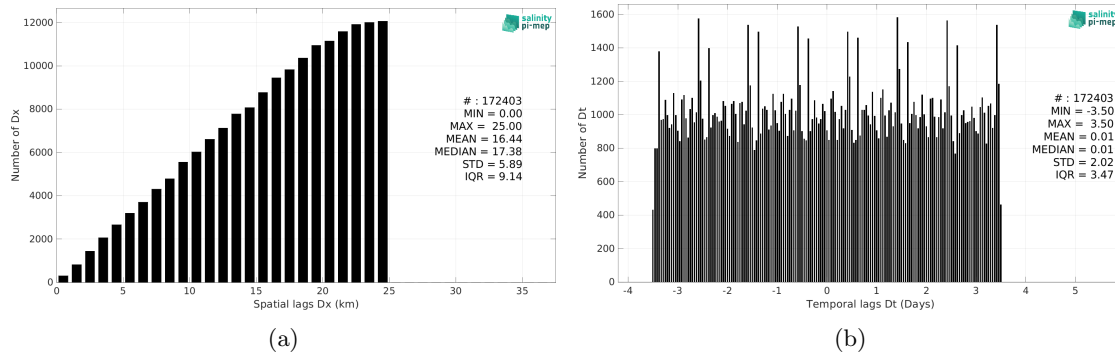 12000
10000
8000
6000
4000
2000
0
Number of Dx
0 5 10 15 20 25 30 35
Spatial lags Dx (km)
salinity
pi-mep
# : 172403
MIN = 0.00
MAX = 25.00
MEAN = 16.44
MEDIAN = 17.38
STD = 5.89
IQR = 9.14
(a)
1600
1400
1200
1000
800
600
400
200
0
Number of Dt
-4 -3 -2 -1 0 1 2 3 4 5
Temporal lags Dt (Days)
salinity
pi-mep
# : 172403
MIN = -3.50
MAX = 3.50
MEAN = 0.01
MEDIAN = 0.01
STD = 2.02
IQR = 3.47
(b)